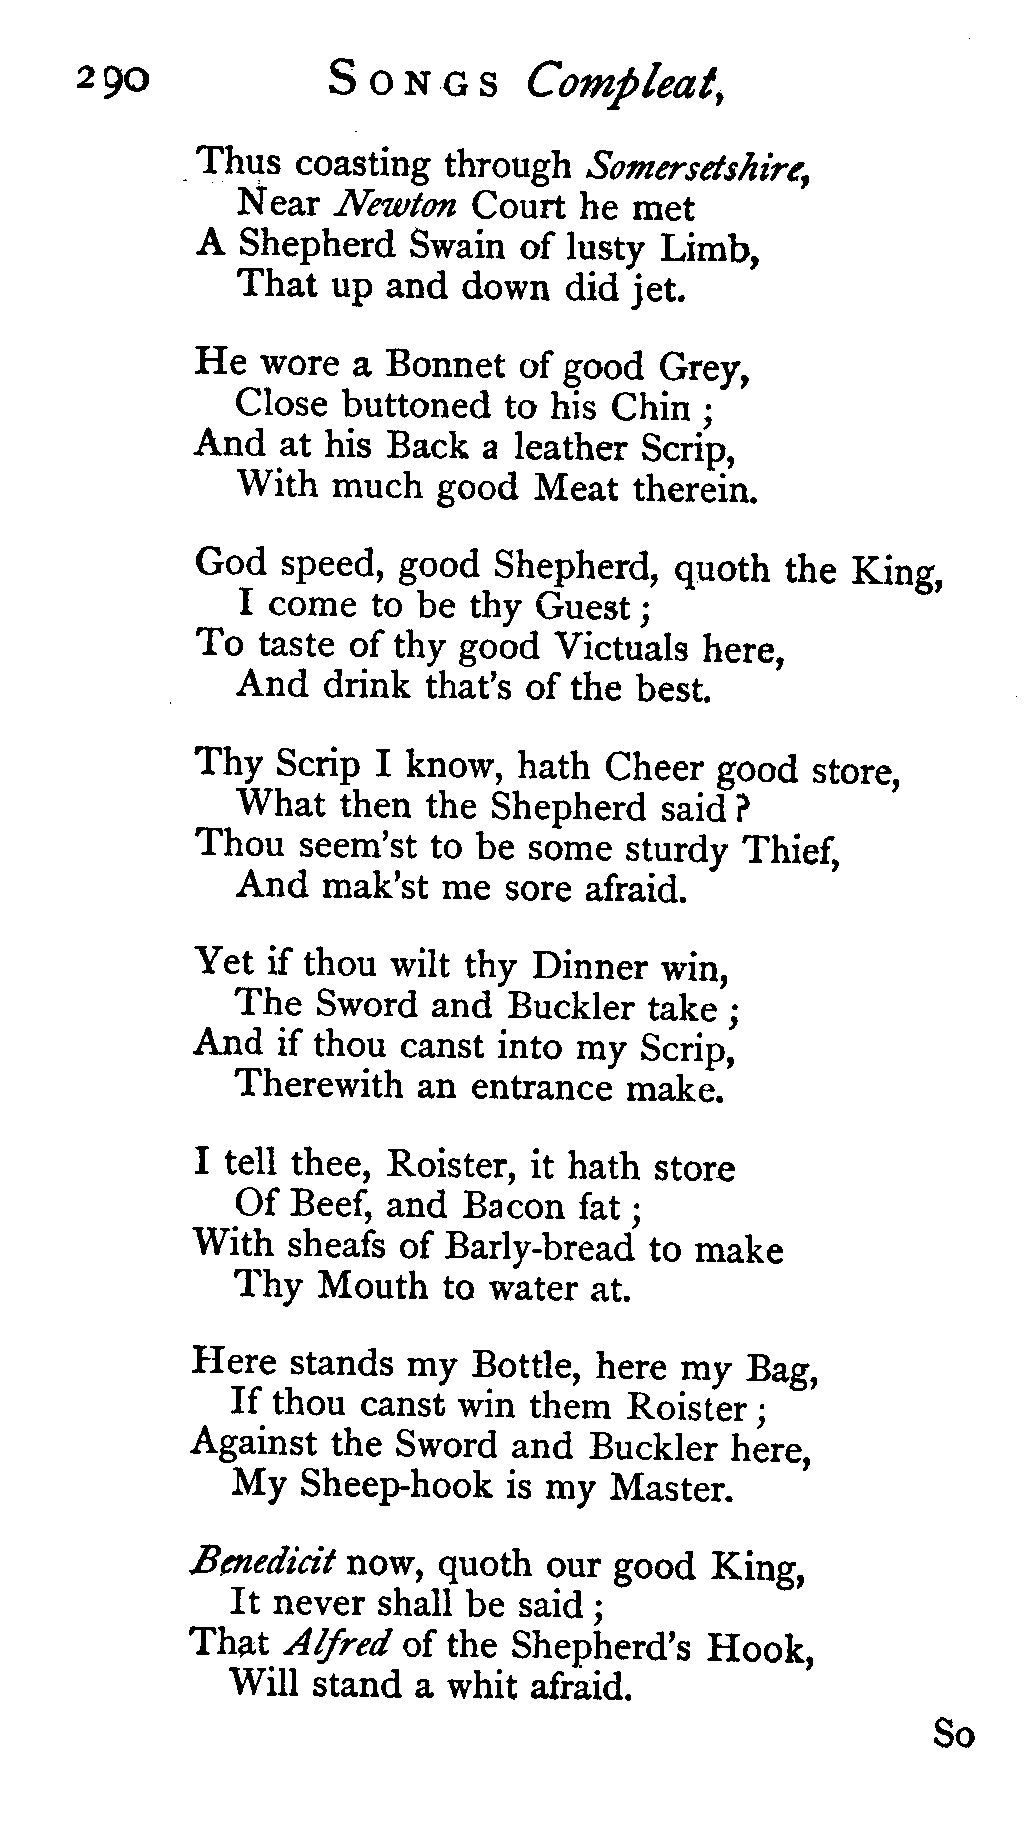 290 SONGS Compleat,
Thus coasting through Somersetshire,
Near Newton Court he met
A Shepherd Swain of lusty Limb,
That up and down did jet.
He wore a Bonnet of good Grey,
Close buttoned to his Chin ;
And at his Back a leather Scrip,
With much good Meat therein.
God speed, good Shepherd, quoth the King,
I come to be thy Guest ;
To taste of thy good Victuals here,
And drink that's of the best.
Thy Scrip I know, hath Cheer good store,
What then the Shepherd said ?
Thou seem'st to be some sturdy Thief,
And mak'st me sore afraid.
Yet if thou wilt thy Dinner win,
The Sword and Buckler take ;
And if thou canst into my Scrip,
Therewith an entrance make.
I tell thee, Roister, it hath store
Of Beef, and Bacon fat ;
With sheafs of Barly-bread to make
Thy Mouth to water at.
Here stands my Bottle, here my Bag,
If thou canst win them Roister ;
Against the Sword and Buckler here,
My Sheep-hook is my Master.
Benedicit now, quoth our good King,
It never shall be said ;
That Alfred of the Shepherd's Hook,
Will stand a whit afraid.
So